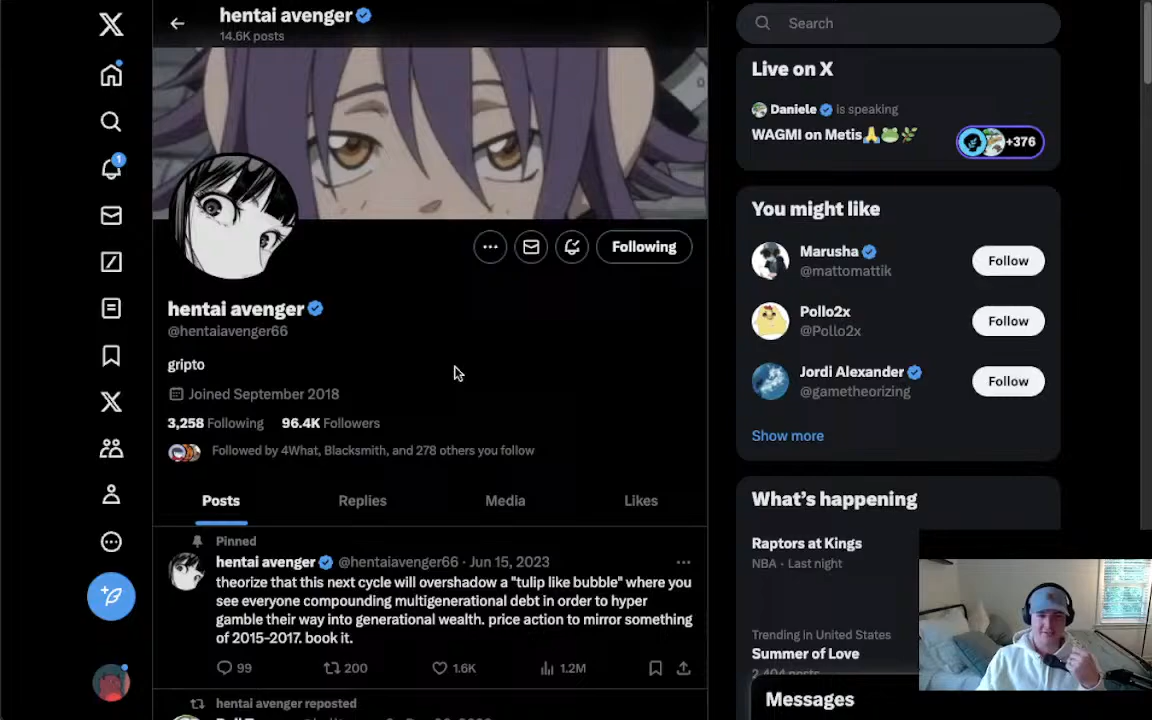 hentai avenger
14.6K posts
Search
Live on X
Daniele is speaking
WAGMI on Metis🙏🐸🌿
+376
You might like
Marusha
@mattomattik
Follow
Pollo2x
@Pollo2x
Follow
Jordi Alexander
@gametheorizing
Follow
Show more
What's happening
Raptors at Kings
NBA · Last night
Trending in United States
Summer of Love
Messages
1
Following
hentai avenger
@hentaiavenger66
gripto
Joined September 2018
3,258 Following 96.4K Followers
Followed by 4What, Blacksmith, and 278 others you follow
Posts Replies Media Likes
Pinned
hentai avenger @hentaiavenger66 · Jun 15, 2023
theorize that this next cycle will overshadow a "tulip like bubble" where you
see everyone compounding multigenerational debt in order to hyper
gamble their way into generational wealth. price action to mirror something
of 2015-2017. book it.
99 200 1.6K 1.2M
hentai avenger reposted